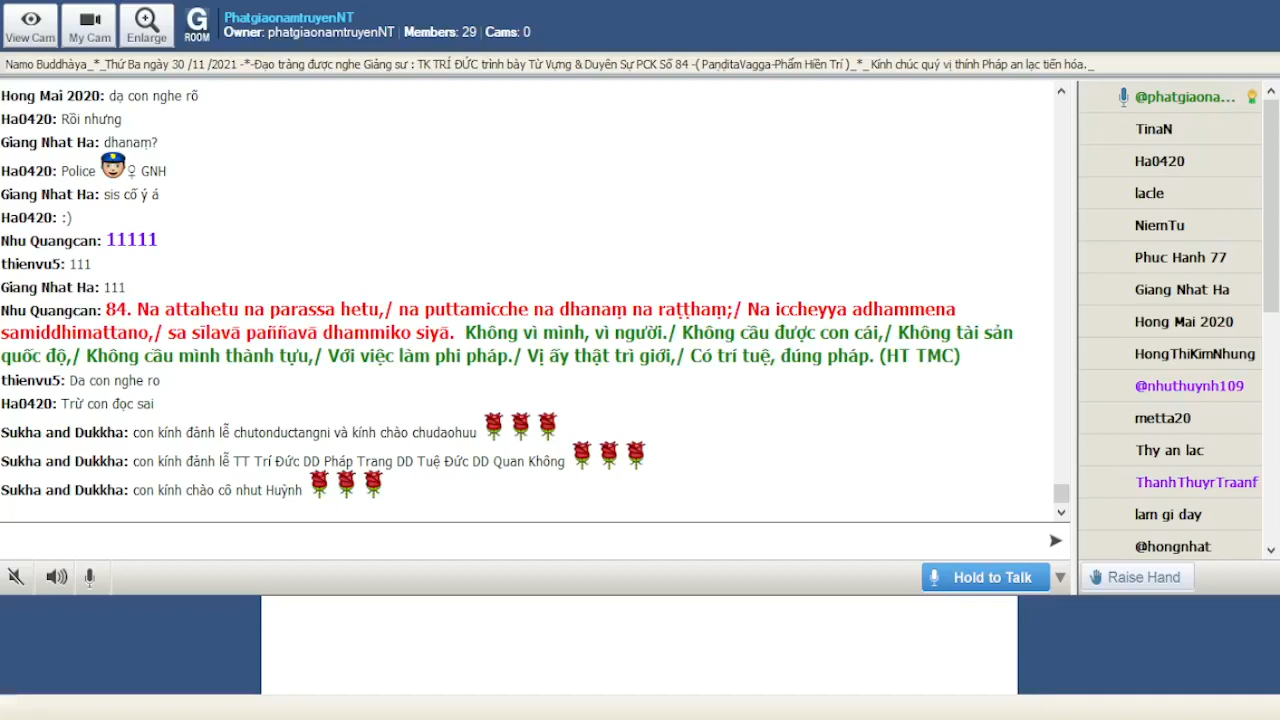 View Cam
My Cam
Enlarge
G
ROOM
PhatgiaonamtruyenNT
Owner: phatgiaonamtruyenNT | Members: 29 | Cams: 0
Namo Buddhàya_*_Thứ Ba ngày 30 /11 /2021 -*-Đạo tràng được nghe Giảng sư : TK TRÍ ĐỨC trình bày Từ Vựng & Duyên Sự PCK Số 84 -( PaṇḍitaVagga-Phẩm Hiền Trí )_*_ Kính chúc quý vị thính Pháp an lạc tiến hóa._
Hong Mai 2020: dạ con nghe rõ
Ha0420: Rồi nhưng
Giang Nhat Ha: dhanaṃ?
Ha0420: Police ♀ GNH
Giang Nhat Ha: sis cố ý á
Ha0420: :)
Nhu Quangcan: 11111
thienvu5: 111
Giang Nhat Ha: 111
Nhu Quangcan: 84. Na attahetu na parassa hetu,/ na puttamicche na dhanaṃ na raṭṭhaṃ;/ Na iccheyya adhammena
samiddhimattano,/ sa sīlavā paññavā dhammiko siyā. Không vì mình, vì người./ Không cầu được con cái,/ Không tài sản
quốc độ,/ Không cầu mình thành tựu,/ Với việc làm phi pháp./ Vị ấy thật trì giới,/ Có trí tuệ, đúng pháp. (HT TMC)
thienvu5: Da con nghe ro
Ha0420: Trừ con đọc sai
Sukha and Dukkha: con kính đảnh lễ chutonductangni và kính chào chudaohuu
Sukha and Dukkha: con kính đảnh lễ TT Trí Đức DD Pháp Trang DD Tuệ Đức DD Quan Không
Sukha and Dukkha: con kính chào cô nhut Huỳnh
@phatgiaona...
TinaN
Ha0420
lacle
NiemTu
Phuc Hanh 77
Giang Nhat Ha
Hong Mai 2020
HongThiKimNhung
@nhuthuynh109
metta20
Thy an lac
ThanhThuyrTraanf
lam gi day
@hongnhat
Hold to Talk
Raise Hand